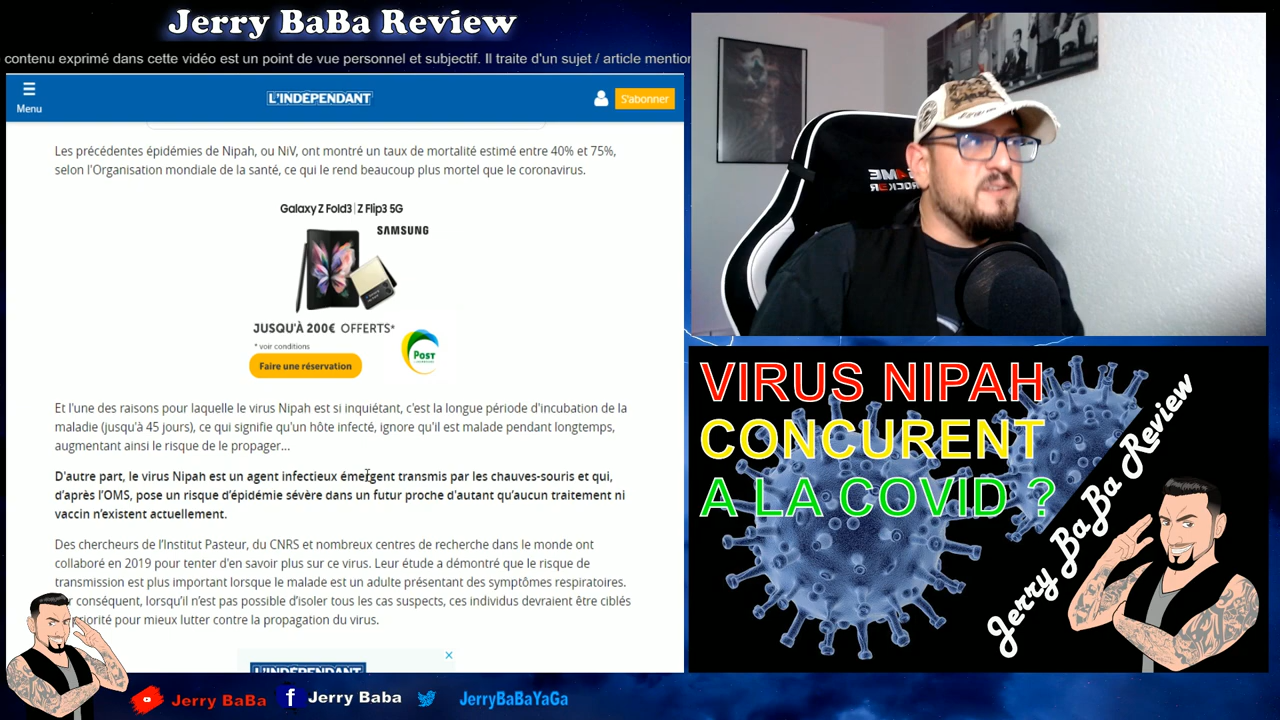 Jerry BaBa Review
contenu exprimé dans cette vidéo est un point de vue personnel et subjectif. Il traite d'un sujet / article mention
Menu
L'INDÉPENDANT
S'abonner
Les précédentes épidémies de Nipah, ou NiV, ont montré un taux de mortalité estimé entre 40% et 75%,
selon l'Organisation mondiale de la santé, ce qui le rend beaucoup plus mortel que le coronavirus.
Galaxy Z Fold3 | Z Flip3 5G
SAMSUNG
JUSQU'À 200€ OFFERTS*
* voir conditions
Faire une réservation
POST
Et l'une des raisons pour laquelle le virus Nipah est si inquiétant, c'est la longue période d'incubation de la
maladie (jusqu'à 45 jours), ce qui signifie qu'un hôte infecté, ignore qu'il est malade pendant longtemps,
augmentant ainsi le risque de le propager...
D'autre part, le virus Nipah est un agent infectieux émergent transmis par les chauves-souris et qui,
d'après l'OMS, pose un risque d'épidémie sévère dans un futur proche d'autant qu'aucun traitement ni
vaccin n'existent actuellement.
Des chercheurs de l'Institut Pasteur, du CNRS et nombreux centres de recherche dans le monde ont
collaboré en 2019 pour tenter d'en savoir plus sur ce virus. Leur étude a démontré que le risque de
transmission est plus important lorsque le malade est un adulte présentant des symptômes respiratoires.
conséquent, lorsqu'il n'est pas possible d'isoler tous les cas suspects, ces individus devraient être ciblés
priorité pour mieux lutter contre la propagation du virus.
L'INDÉPENDANT
GAME
ROCKER
VIRUS NIPAH
CONCURENT
A LA COVID ?
Jerry BaBa Review
Jerry BaBa
Jerry Baba
JerryBaBaYaGa